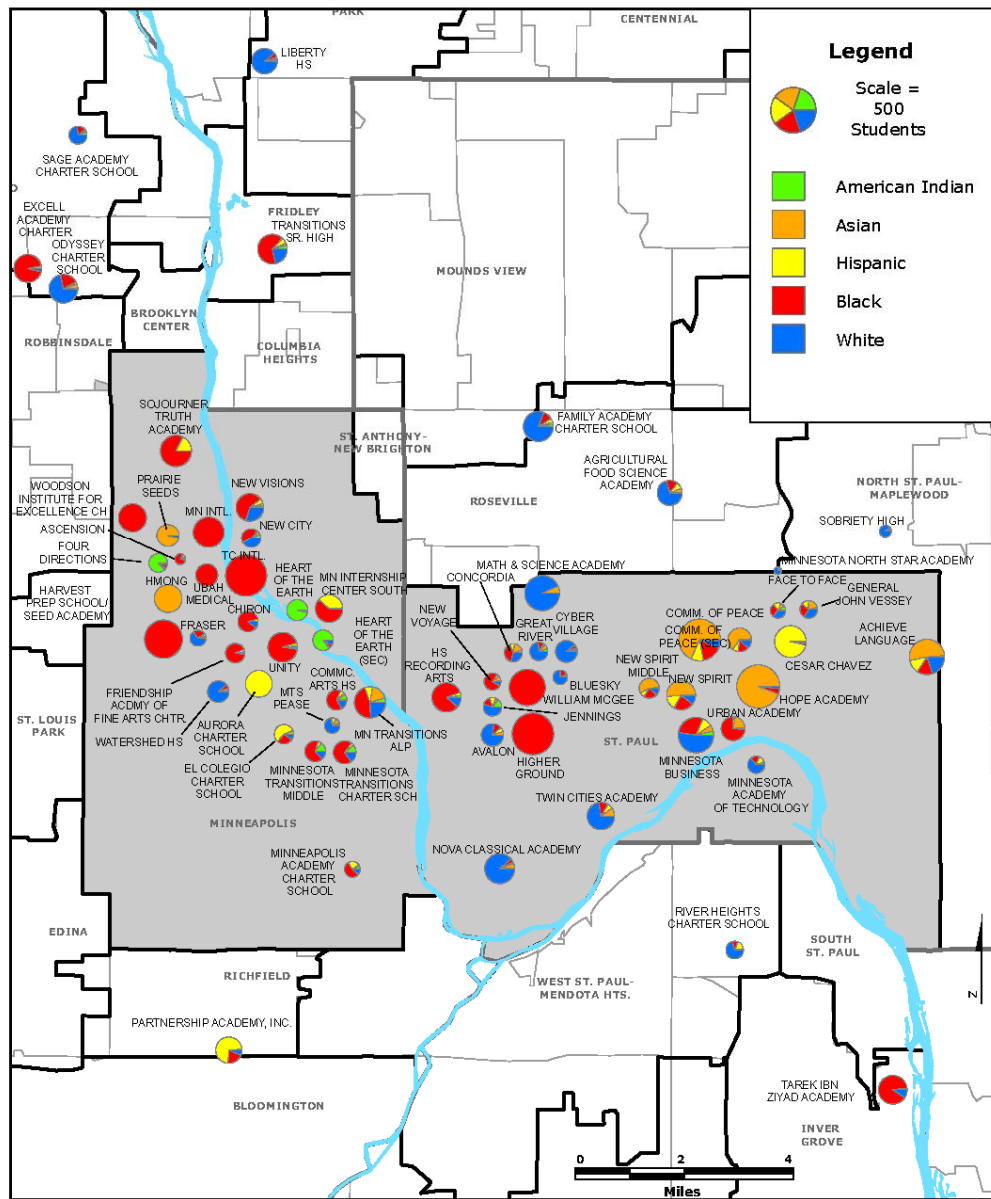 PARK
CENTENNIAL
LIBERTY
HS
Legend
Scale =
500
Students
American Indian
Asian
Hispanic
Black
White
SAGE ACADEMY
CHARTER SCHOOL
EXCELL
ACADEMY
CHARTER
ODYSSEY
CHARTER
SCHOOL
FRIDLEY
TRANSITIONS
SR. HIGH
MOUNDS VIEW
BROOKLYN
CENTER
ROBBINSDALE
COLUMBIA
HEIGHTS
SOJOURNER
TRUTH
ACADEMY
ST. ANTHONY-
NEW BRIGHTON
FAMILY ACADEMY
CHARTER SCHOOL
AGRICULTURAL
FOOD SCIENCE
ACADEMY
ROSEVILLE
NORTH ST. PAUL-
MAPLEWOOD
SOBRIETY HIGH
WOODSON
INSTITUTE FOR
EXCELLENCE CH
PRAIRIE
SEEDS
NEW VISIONS
MN INTL.
NEW CITY
ASCENSION
FOUR
DIRECTIONS
TC INTL.
HMONG
UBAH
MEDICAL
HEART
OF THE
EARTH
MN INTERNSHIP
CENTER SOUTH
HARVEST
PREP SCHOOL/
SEED ACADEMY
CHIRON
FRASER
HEART
OF THE
EARTH
(SEC)
UNITY
FRIENDSHIP
ACDMY OF
FINE ARTS CHTR.
WATERSHED HS
AURORA
CHARTER
SCHOOL
COMMC.
ARTS HS
MTS
PEASE
MN TRANSITIONS
ALP
EL COLEGIO
CHARTER
SCHOOL
MINNESOTA
TRANSITIONS
MIDDLE
MINNESOTA
TRANSITIONS
CHARTER SCH
ST. LOUIS
PARK
MINNEAPOLIS
MINNEAPOLIS
ACADEMY
CHARTER
SCHOOL
MATH & SCIENCE ACADEMY
CONCORDIA
MINNESOTA NORTH STAR ACADEMY
FACE TO FACE
GENERAL
JOHN VESSEY
NEW
VOYAGE
GREAT
RIVER
CYBER
VILLAGE
COMM. OF PEACE
COMM. OF
PEACE (SEC)
ACHIEVE
LANGUAGE
CESAR CHAVEZ
HS
RECORDING
ARTS
BLUESKY
WILLIAM MCGEE
NEW SPIRIT
MIDDLE
NEW SPIRIT
HOPE ACADEMY
JENNINGS
URBAN ACADEMY
AVALON
HIGHER
GROUND
ST. PAUL
MINNESOTA
BUSINESS
MINNESOTA
ACADEMY
OF TECHNOLOGY
TWIN CITIES ACADEMY
NOVA CLASSICAL ACADEMY
EDINA
RICHFIELD
RIVER HEIGHTS
CHARTER SCHOOL
SOUTH
ST. PAUL
WEST ST. PAUL-
MENDOTA HTS.
PARTNERSHIP ACADEMY, INC.
BLOOMINGTON
TAREK IBN
ZIYAD ACADEMY
INVER
GROVE
N
0 2 4
Miles